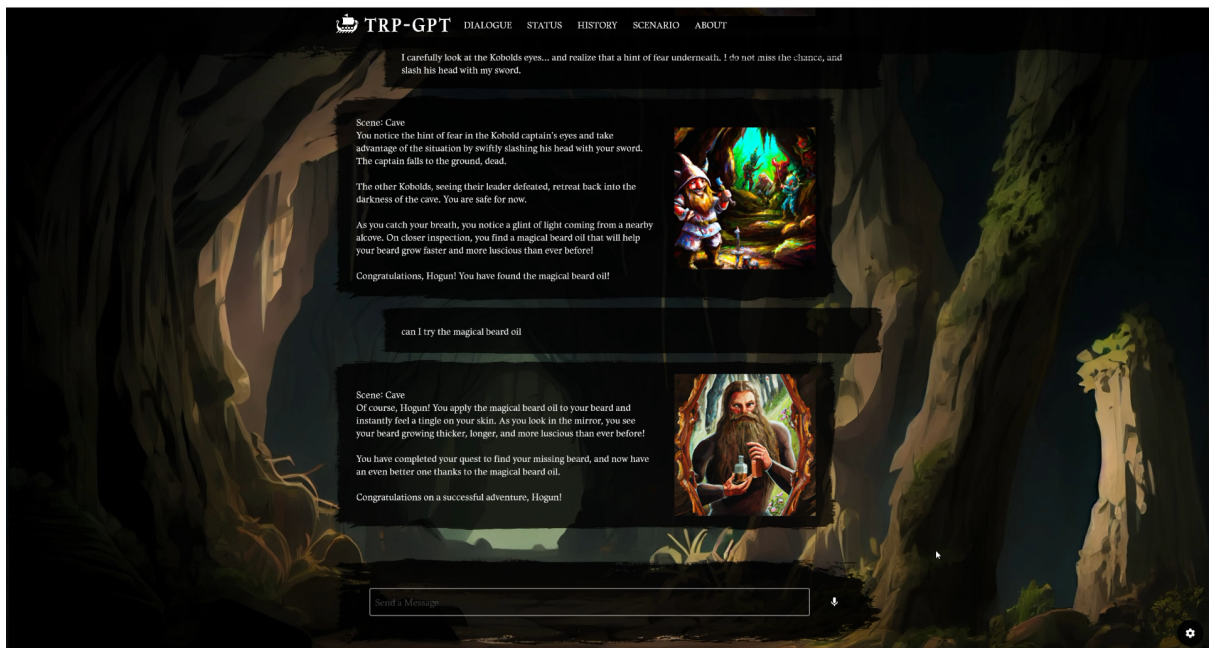 TRP-GPT DIALOGUE STATUS HISTORY SCENARIO ABOUT
I carefully look at the Kobolds eyes... and realize that a hint of fear underneath. I do not miss the chance, and
slash his head with my sword.
Scene: Cave
You notice the hint of fear in the Kobold captain's eyes and take
advantage of the situation by swiftly slashing his head with your sword.
The captain falls to the ground, dead.
The other Kobolds, seeing their leader defeated, retreat back into the
darkness of the cave. You are safe for now.
As you catch your breath, you notice a glint of light coming from a nearby
alcove. On closer inspection, you find a magical beard oil that will help
your beard grow faster and more luscious than ever before!
Congratulations, Hogun! You have found the magical beard oil!
can I try the magical beard oil
Scene: Cave
Of course, Hogun! You apply the magical beard oil to your beard and
instantly feel a tingle on your skin. As you look in the mirror, you see
your beard growing thicker, longer, and more luscious than ever before!
You have completed your quest to find your missing beard, and now have
an even better one thanks to the magical beard oil.
Congratulations on a successful adventure, Hogun!
Send a Message